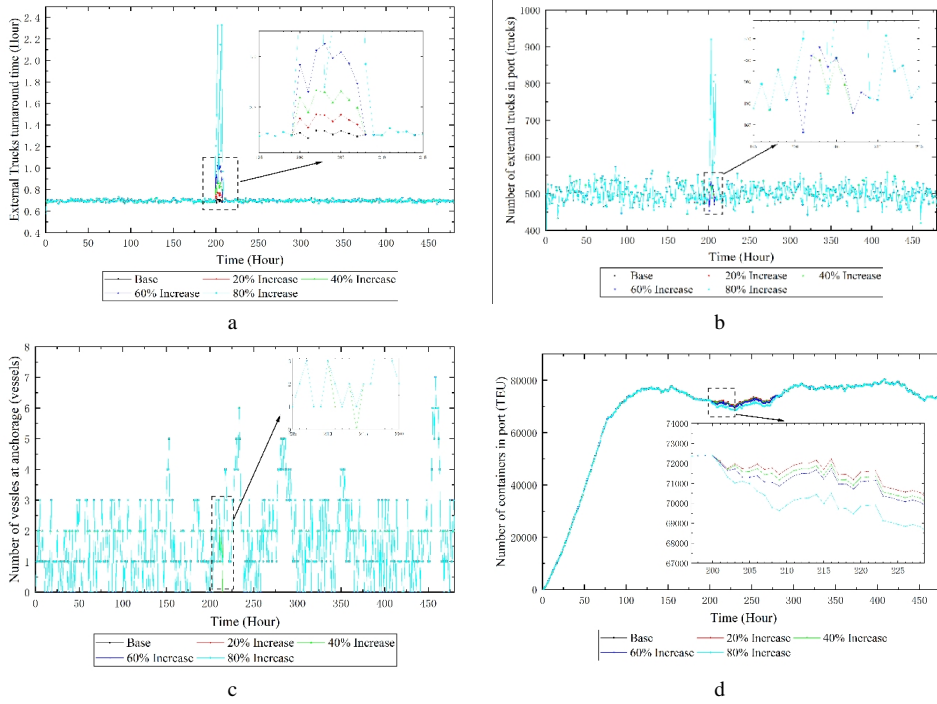 External Trucks turnaround time (Hour)
2.4
2.2
2.0
1.8
1.6
1.4
1.2
1.0
0.8
0.6
0.4
0 50 100 150 200 250 300 350 400 450
Time (Hour)
Base 20% Increase 40% Increase
60% Increase 80% Increase
a
Number of external trucks in port (trucks)
1000
900
800
700
600
500
400
0 50 100 150 200 250 300 350 400 450
Time (Hour)
Base 20% Increase 40% Increase
60% Increase 80% Increase
b
Number of vessles at anchorage (vessels)
8
7
6
5
4
3
2
1
0
0 50 100 150 200 250 300 350 400 450
Time (Hour)
Base 20% Increase 40% Increase
60% Increase 80% Increase
c
Number of containers in port (TEU)
80000
60000
40000
20000
0
71000
72000
71000
70000
69000
68000
67000
200 205 209 213 217 221 225
0 50 100 150 200 250 300 350 400 450
Time (Hour)
Base 20% Increase 40% Increase
60% Increase 80% Increase
d